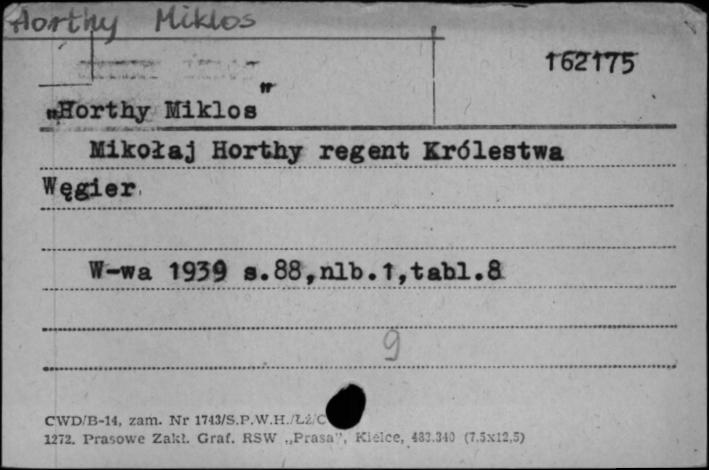 Horthy Miklos
162175
„Horthy Miklos"
Mikołaj Horthy regent Królestwa
Węgier.
W-wa 1939 s.88,nlb.1,tabl.8
9
CWD/B-14, zam. Nr 1743/S.P.W.H./Łź/C
1272. Prasowe Zakł. Graf. RSW „Prasa", Kielce, 483.340 (7,5x12,5)